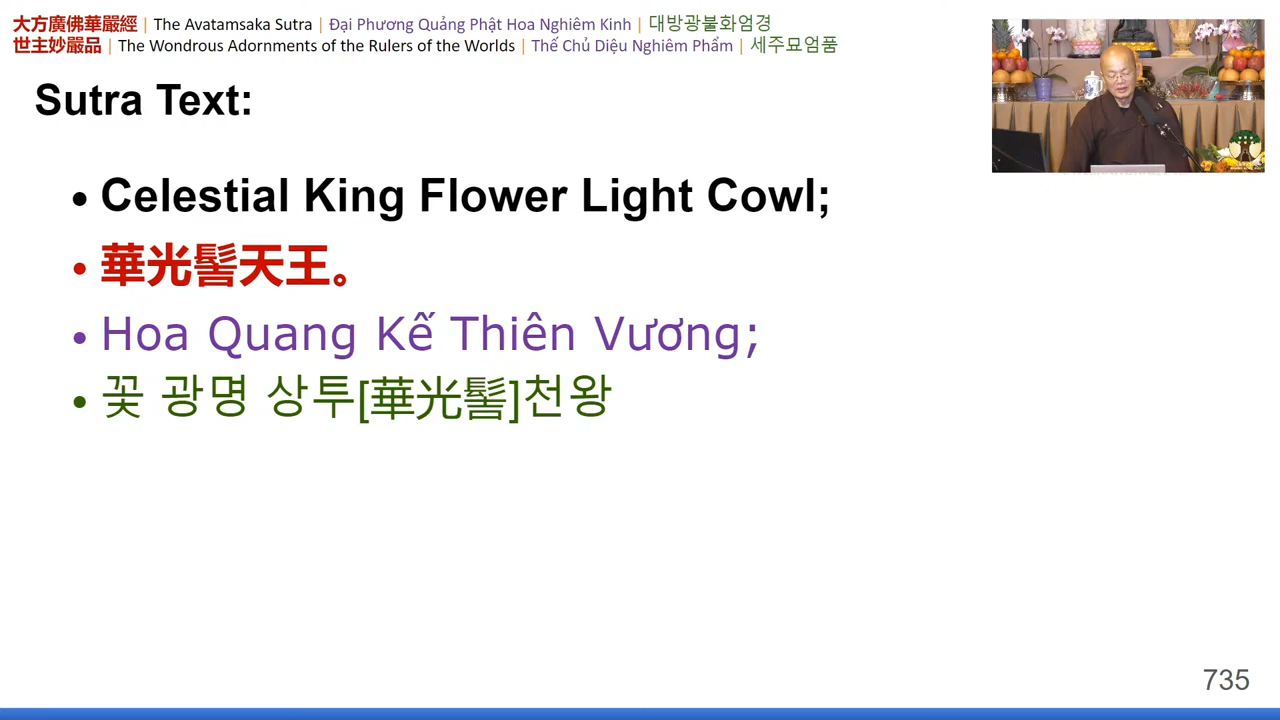 大方廣佛華嚴經 | The Avatamsaka Sutra | Đại Phương Quảng Phật Hoa Nghiêm Kinh | 대방광불화엄경
世主妙嚴品 | The Wondrous Adornments of the Rulers of the Worlds | Thế Chủ Diệu Nghiêm Phẩm | 세주묘엄품
Sutra Text:
• Celestial King Flower Light Cowl;
• 華光髻天王。
• Hoa Quang Kế Thiên Vương;
• 꽃 광명 상투[華光髻]천왕
735